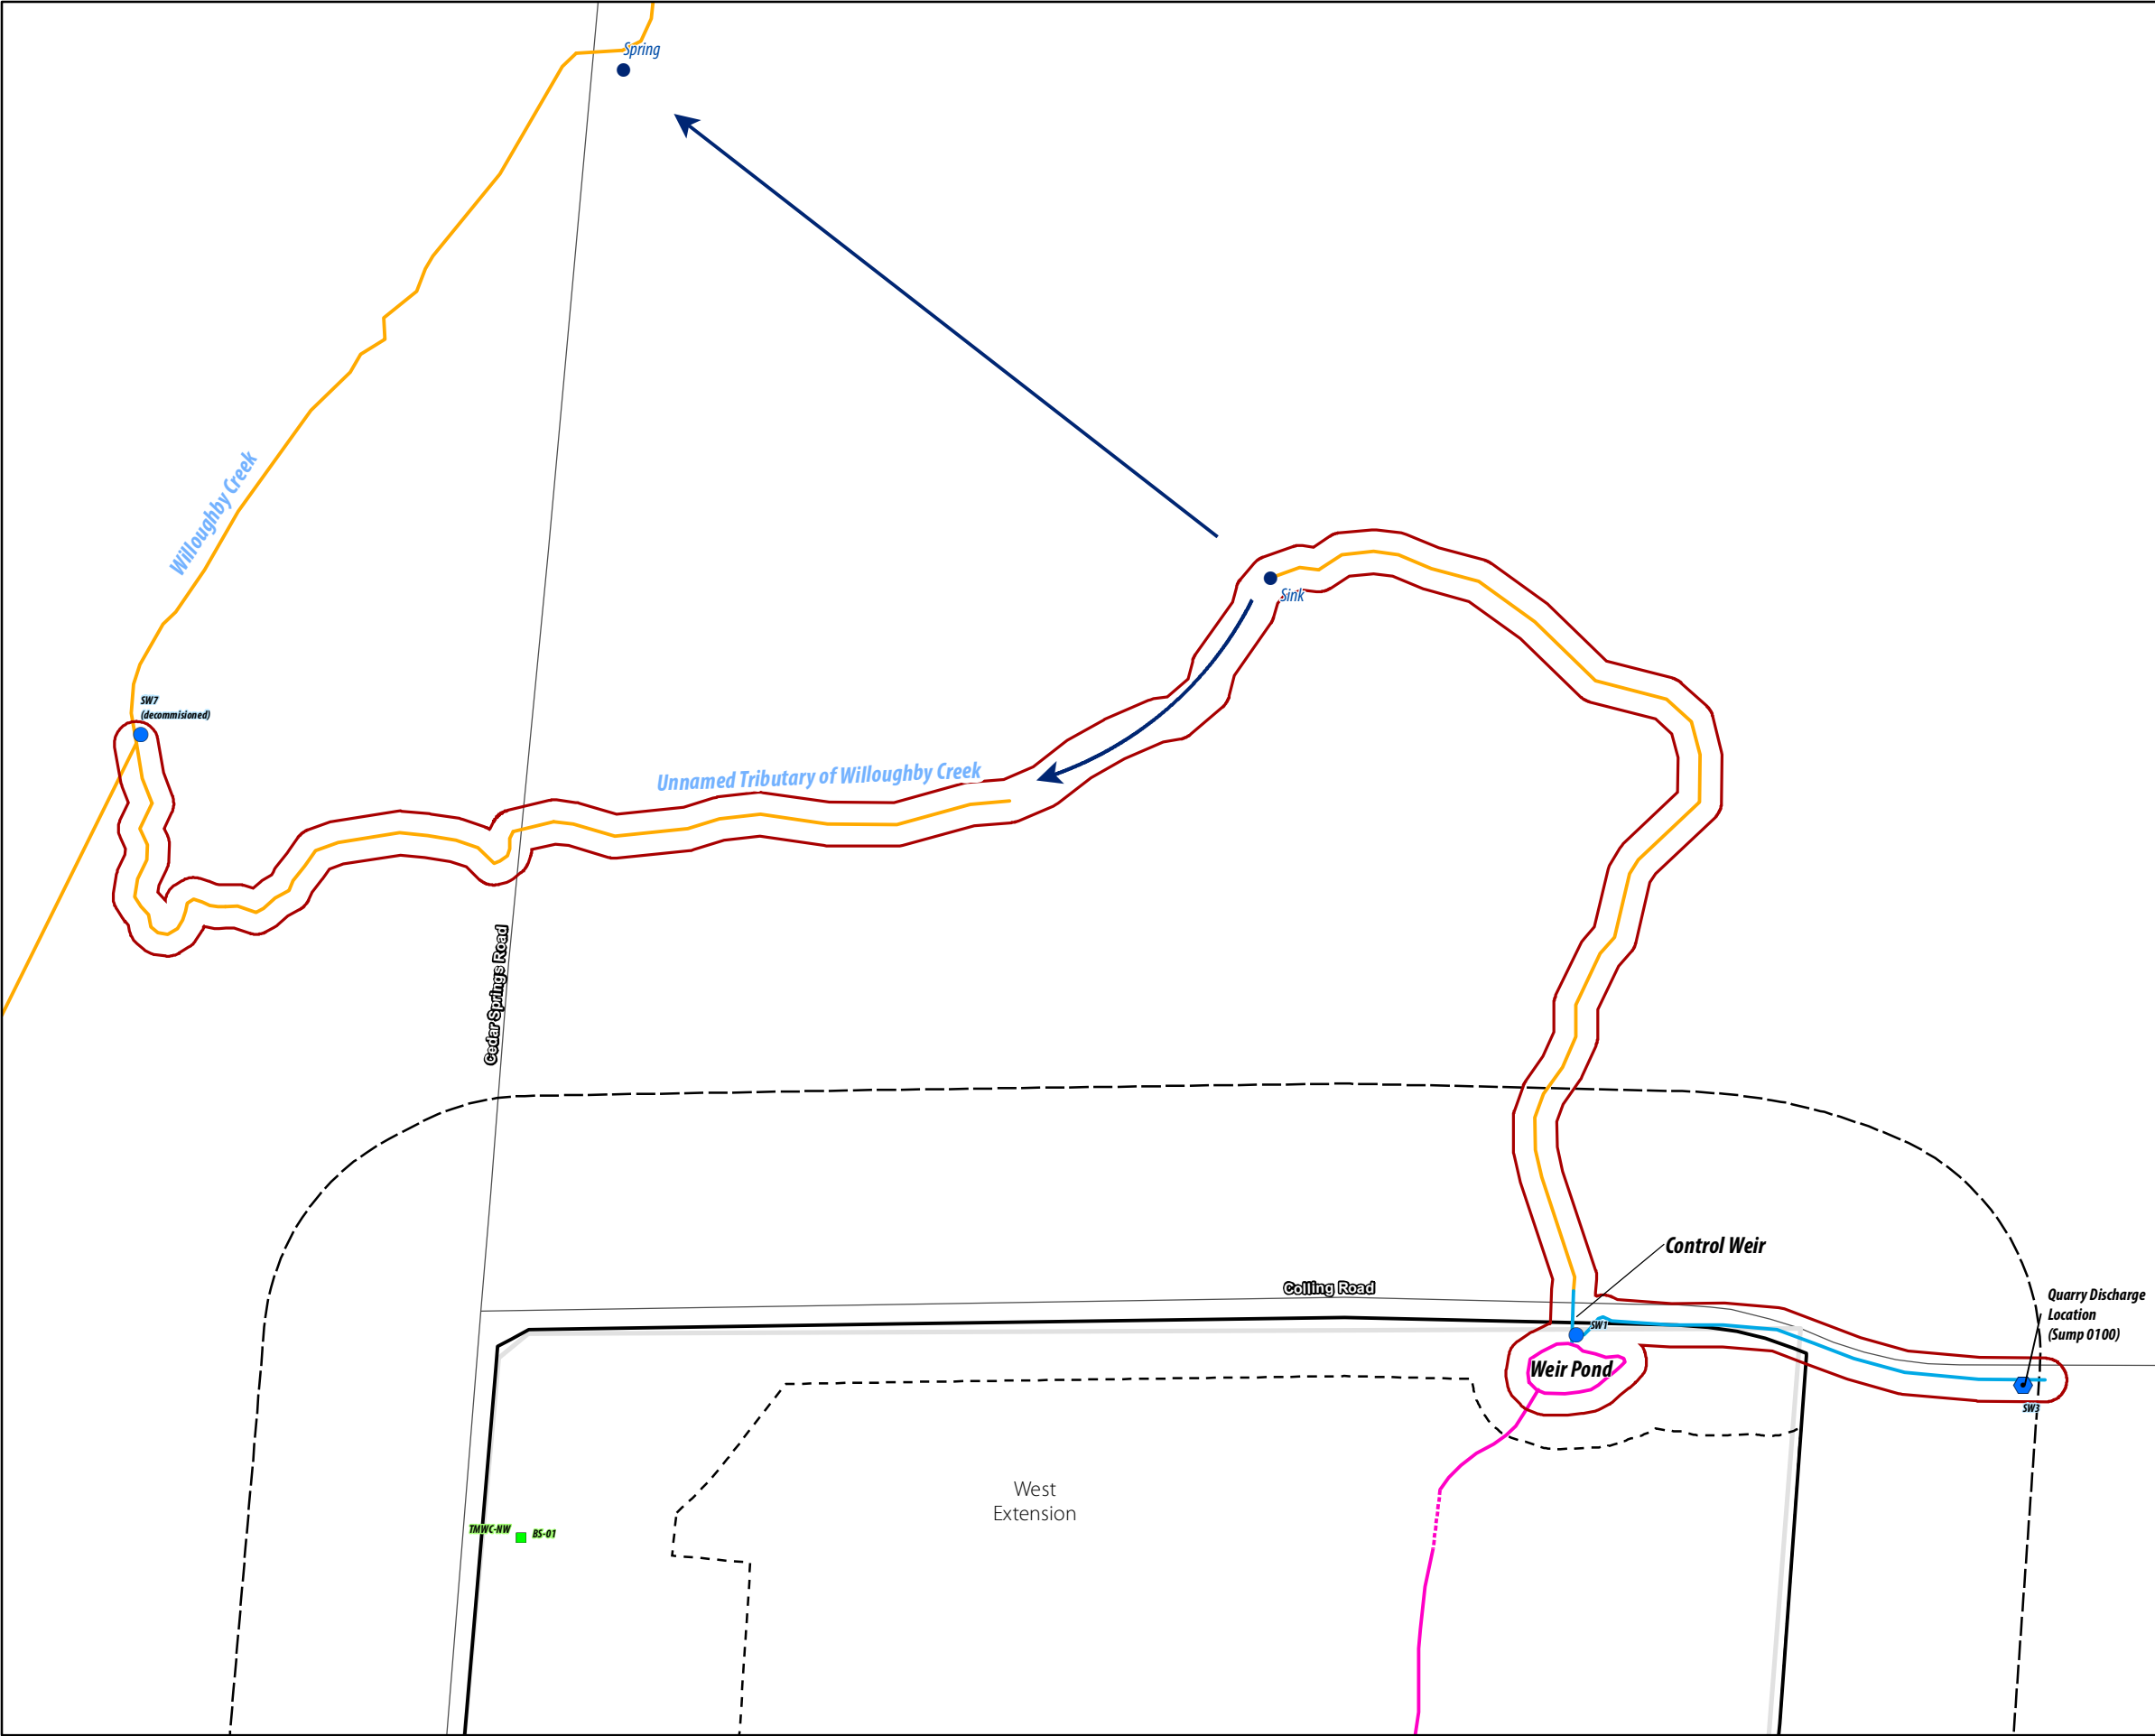 Spring
Willoughby Creek
Sink
SW7
(decommisioned)
Unnamed Tributary of Willoughby Creek
Cedar Springs Road
Control Weir
Colling Road
Quarry Discharge
Location
(Sump 0100)
SW1
Weir Pond
SW3
West
Extension
TMWC-NW
BS-01